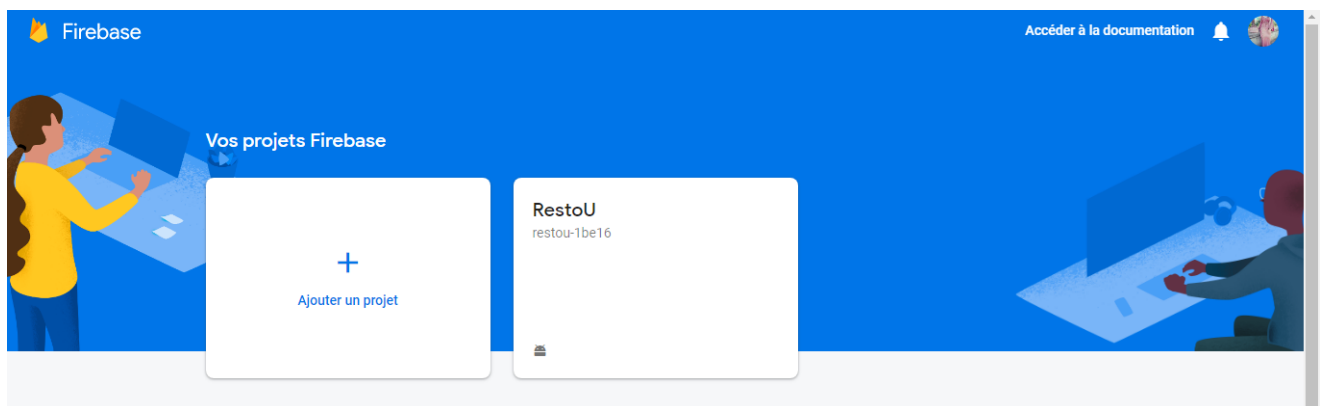 Firebase
Accéder à la documentation
Vos projets Firebase
Ajouter un projet
RestoU
restou-1be16